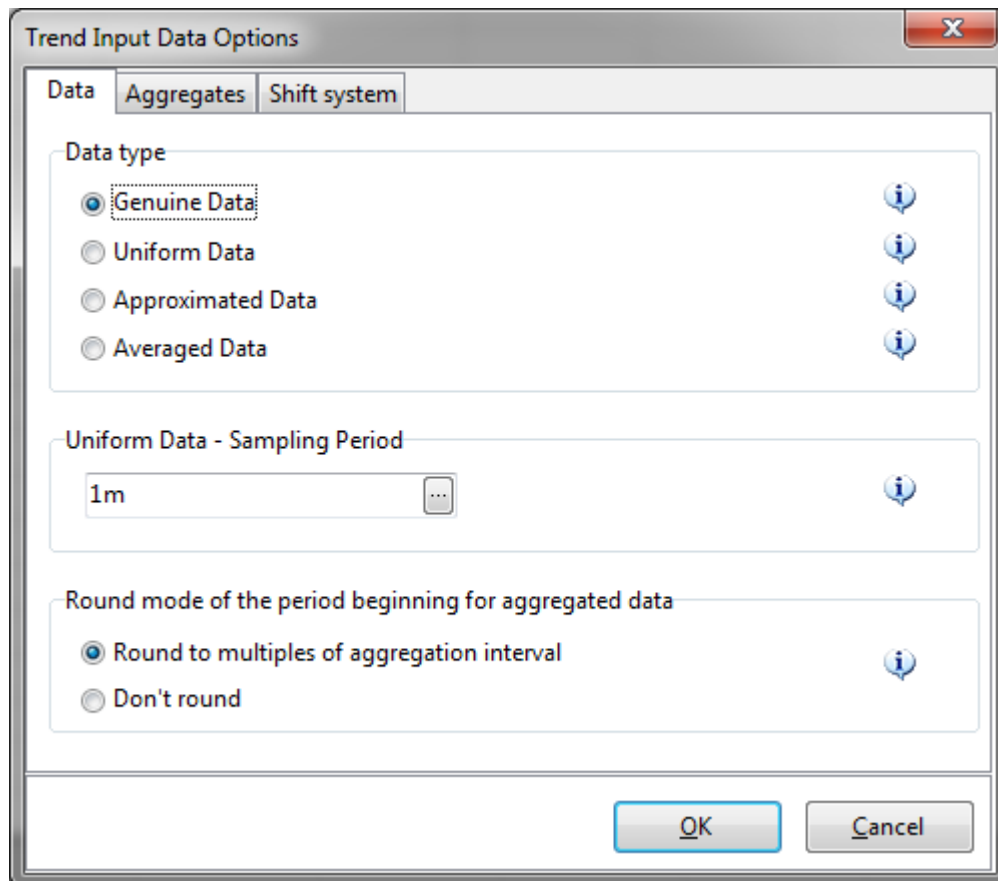 Trend Input Data Options
Data Aggregates Shift system
Data type
Genuine Data
Uniform Data
Approximated Data
Averaged Data
Uniform Data - Sampling Period
1m ...
Round mode of the period beginning for aggregated data
Round to multiples of aggregation interval
Don't round
OK Cancel